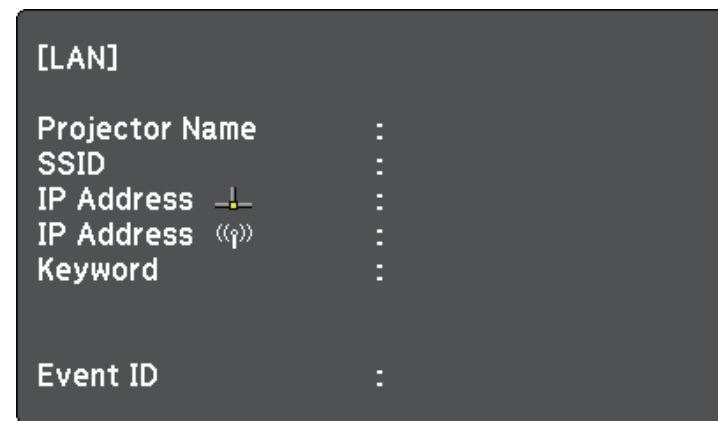 [LAN]
Projector Name :
SSID :
IP Address :
IP Address :
Keyword :
Event ID :